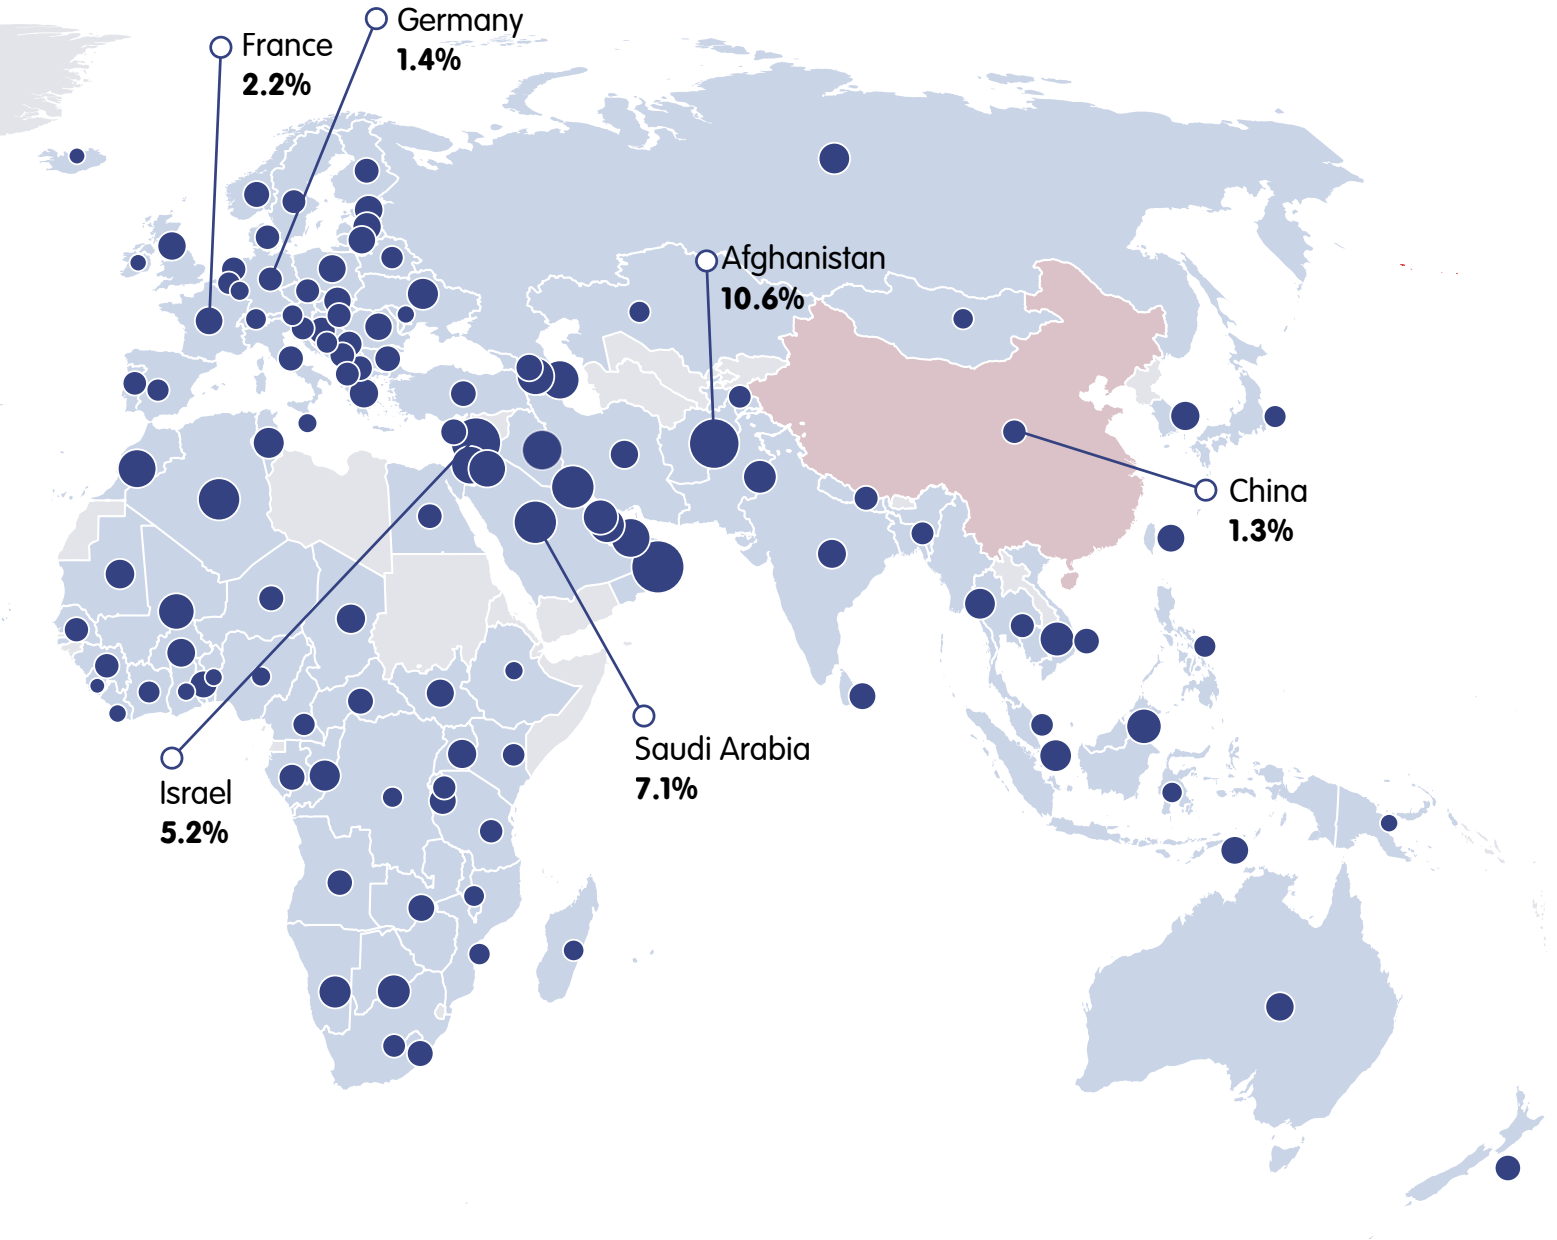 Germany
1.4%
France
2.2%
Afghanistan
10.6%
China
1.3%
Saudi Arabia
7.1%
Israel
5.2%